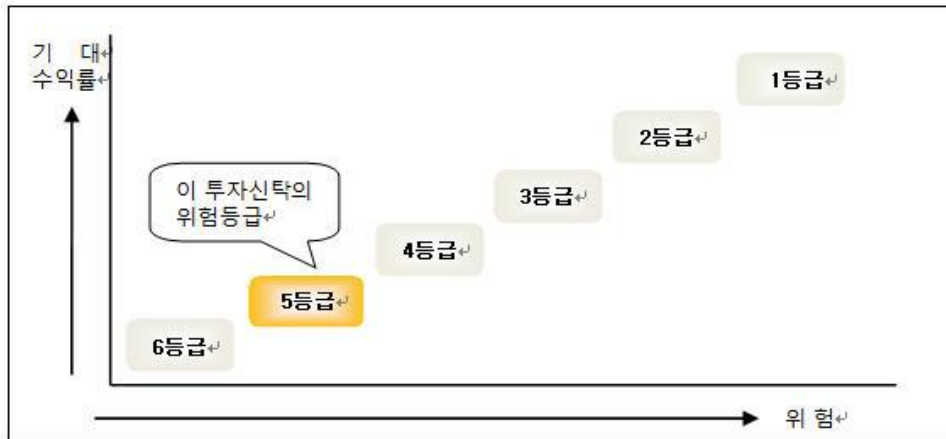 기 대↵
수익률↵
1등급↵
2등급↵
이 투자신탁의
위험등급↵
3등급↵
4등급↵
5등급↵
6등급↵
위 험↵